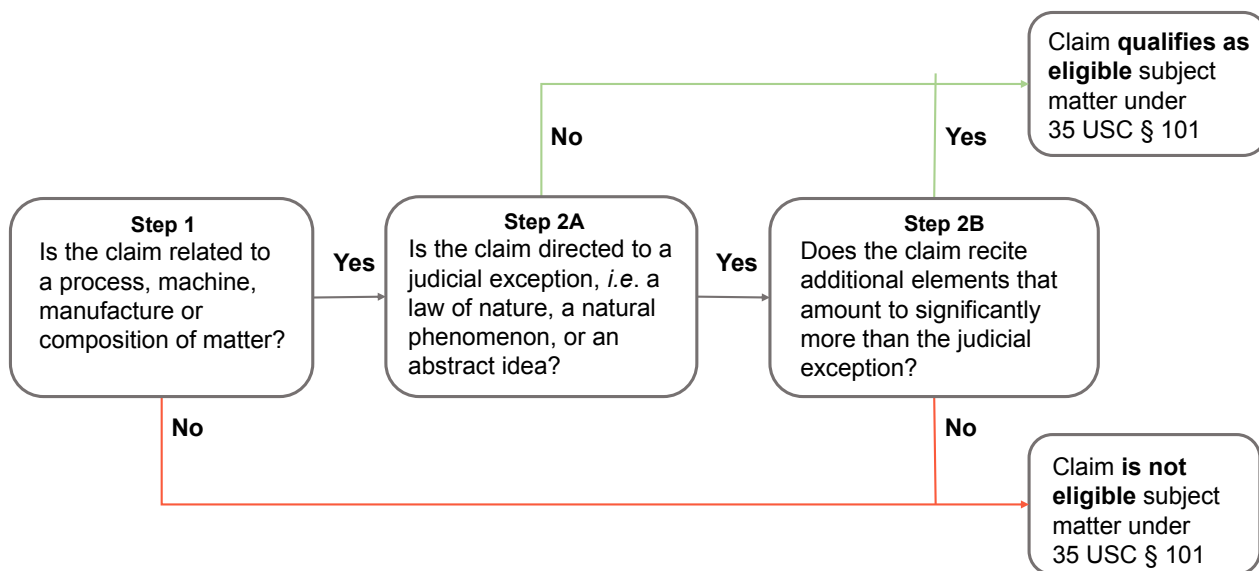 Claim qualifies as
eligible subject
matter under
35 USC § 101
No
Yes
Step 1
Is the claim related to
a process, machine,
manufacture or
composition of matter?
Yes
Step 2A
Is the claim directed to a
judicial exception, i.e. a
law of nature, a natural
phenomenon, or an
abstract idea?
Yes
Step 2B
Does the claim recite
additional elements that
amount to significantly
more than the judicial
exception?
No
No
Claim is not
eligible subject
matter under
35 USC § 101